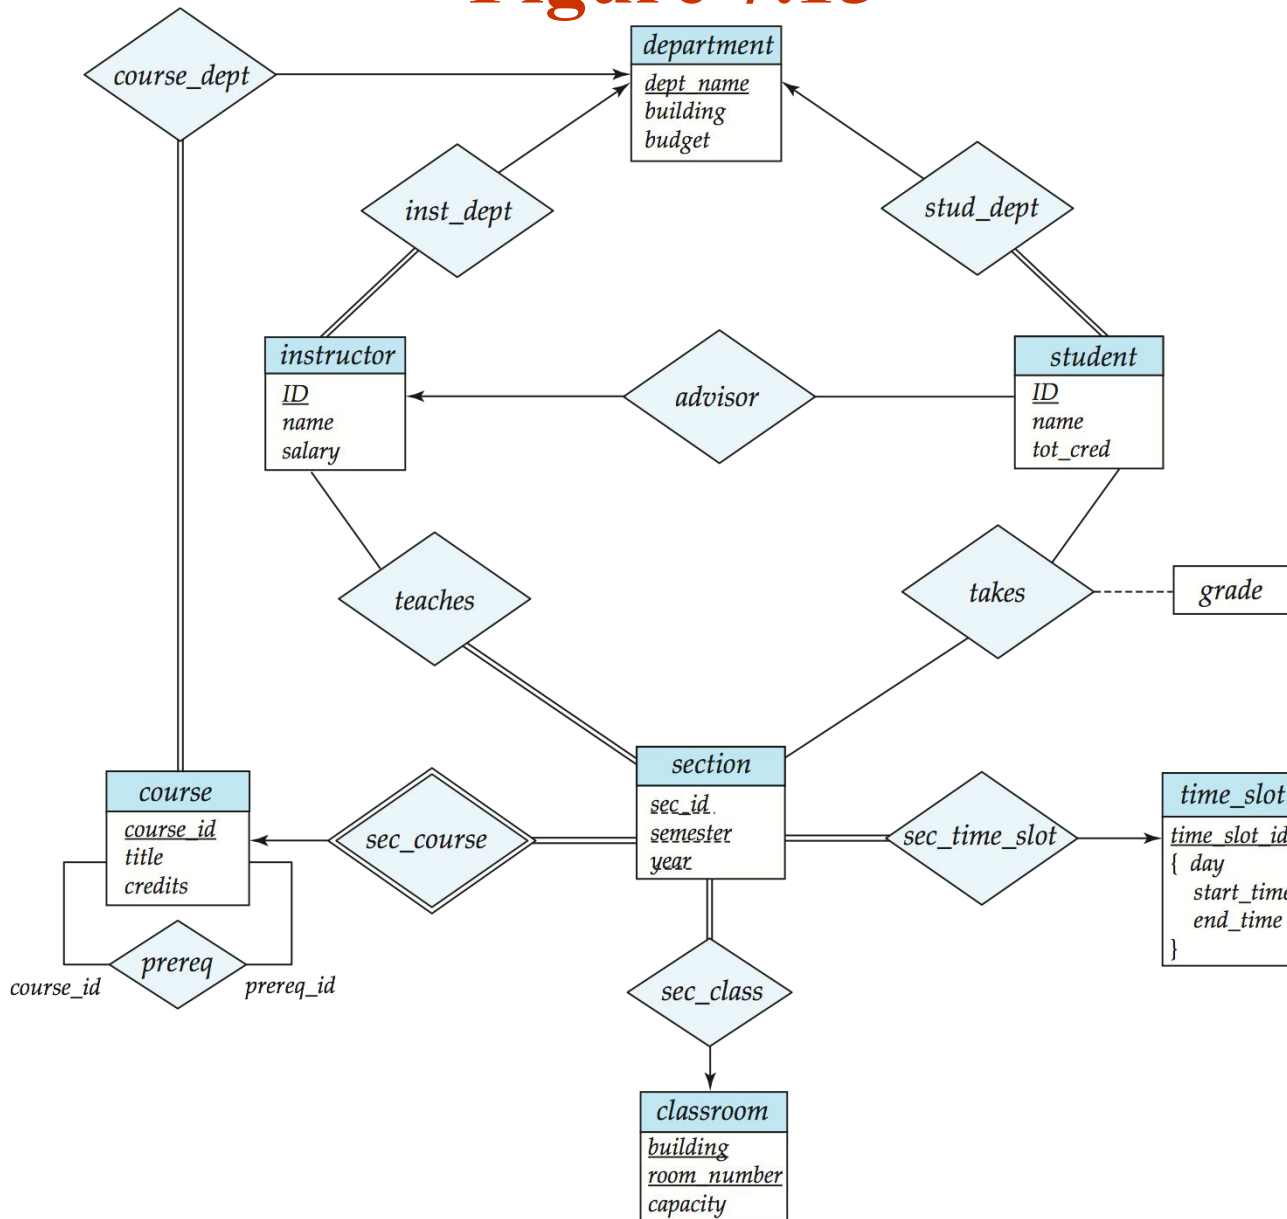 department
course_dept
dept_name
building
budget
inst_dept
stud_dept
instructor
ID
name
salary
advisor
student
ID
name
tot_cred
teaches
takes
grade
section
sec_id
semester
year
course
course_id
title
credits
sec_course
sec_time_slot
time_slot
time_slot_id
{ day
start_time
end_time
}
prereq
course_id
prereq_id
sec_class
classroom
building
room_number
capacity